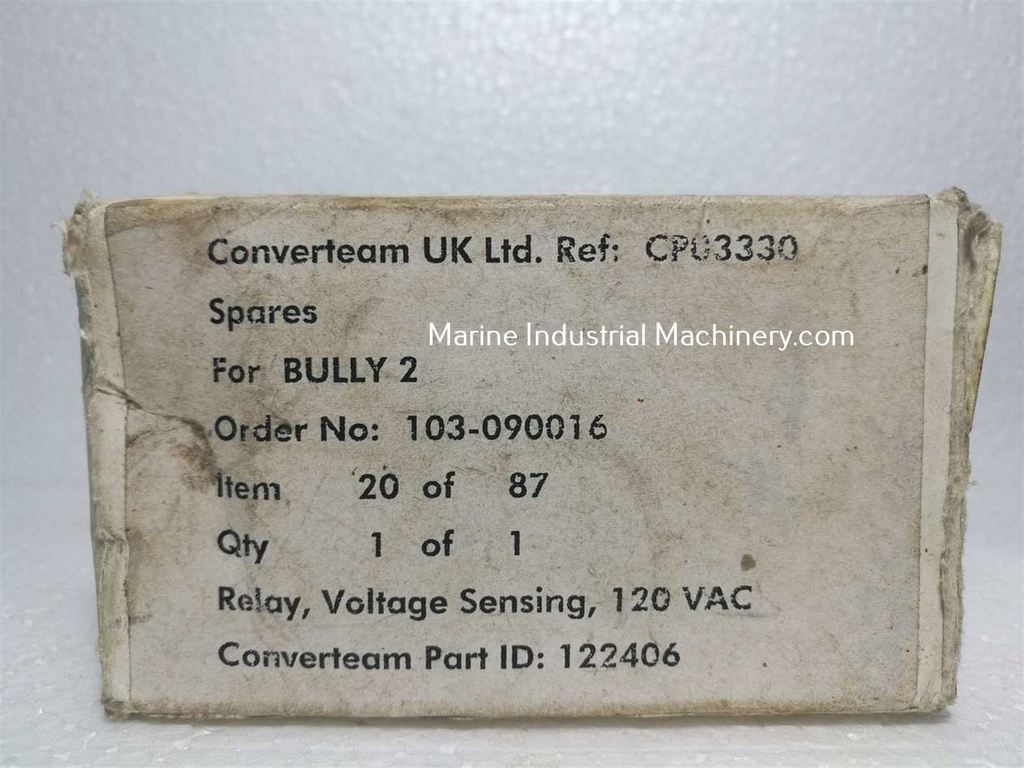 Converteam UK Ltd. Ref: CP03330
Spares
Marine Industrial Machinery.com
For BULLY 2
Order No: 103-090016
Item 20 of 87
Qty 1 of 1
Relay, Voltage Sensing, 120 VAC
Converteam Part ID: 122406